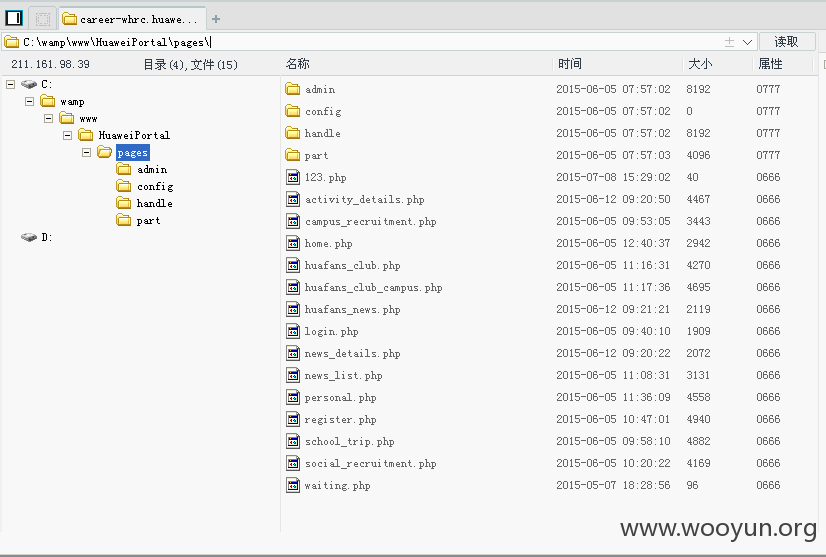 career-whrc.huawe...
C:\wamp\www\HuaweiPortal\pages\
读取
211.161.98.39 目录(4),文件(15)
名称 时间 大小 属性
C:
wamp
www
HuaweiPortal
pages
admin
config
handle
part
D:
admin 2015-06-05 07:57:02 8192 0777
config 2015-06-05 07:57:02 0 0777
handle 2015-06-05 07:57:02 8192 0777
part 2015-06-05 07:57:03 4096 0777
123.php 2015-07-08 15:29:02 40 0666
activity_details.php 2015-06-12 09:20:50 4467 0666
campus_recruitment.php 2015-06-05 09:53:05 3443 0666
home.php 2015-06-05 12:40:37 2942 0666
huafans_club.php 2015-06-05 11:16:31 4270 0666
huafans_club_campus.php 2015-06-05 11:17:36 4695 0666
huafans_news.php 2015-06-12 09:21:21 2119 0666
login.php 2015-06-05 09:40:10 1909 0666
news_details.php 2015-06-12 09:20:22 2072 0666
news_list.php 2015-06-05 11:08:31 3131 0666
personal.php 2015-06-05 11:36:09 4558 0666
register.php 2015-06-05 10:47:01 4940 0666
school_trip.php 2015-06-05 09:58:10 4882 0666
social_recruitment.php 2015-06-05 10:20:22 4169 0666
waiting.php 2015-05-07 18:28:56 96 0666
www.wooyun.org